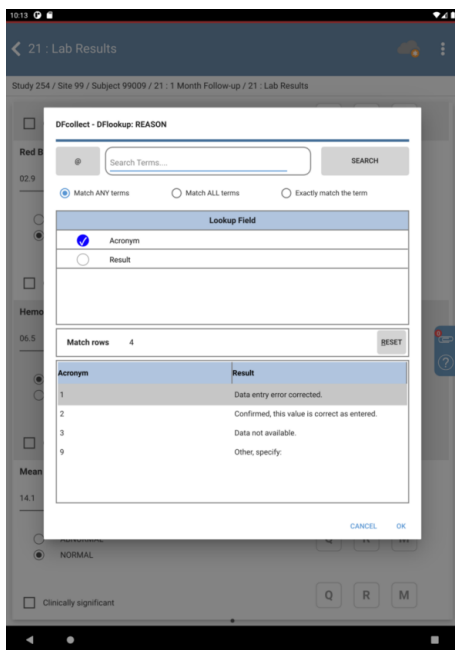 10:13
21 : Lab Results
Study 254 / Site 99 / Subject 99009 / 21 : 1 Month Follow-up / 21 : Lab Results
DFcollect - DFlookup: REASON
Red B
@ Search Terms... SEARCH
02.9
Match ANY terms Match ALL terms Exactly match the term
Lookup Field
Acronym
Result
Hemo
06.5
Match rows 4 RESET
Acronym Result
1 Data entry error corrected.
2 Confirmed, this value is correct as entered.
3 Data not available.
9 Other, specify:
Mean
14.1
CANCEL OK
ABNORMAL Q R M
NORMAL
Clinically significant Q R M